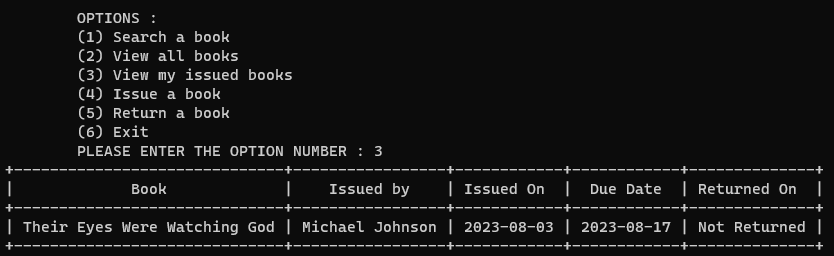 OPTIONS :
(1) Search a book
(2) View all books
(3) View my issued books
(4) Issue a book
(5) Return a book
(6) Exit
PLEASE ENTER THE OPTION NUMBER : 3
+------------------------------+-----------------+------------+------------+--------------+
|             Book             |    Issued by    | Issued On  |  Due Date  | Returned On  |
+------------------------------+-----------------+------------+------------+--------------+
| Their Eyes Were Watching God | Michael Johnson | 2023-08-03 | 2023-08-17 | Not Returned |
+------------------------------+-----------------+------------+------------+--------------+